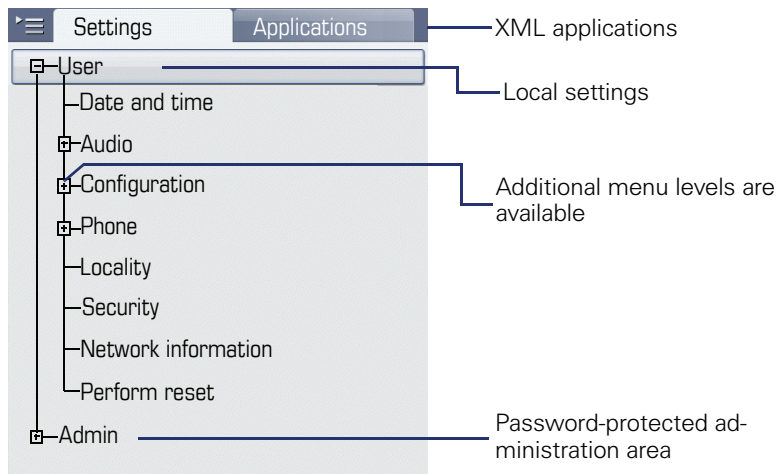 Settings
Applications
XML applications
User
Local settings
Date and time
Audio
Configuration
Additional menu levels are
available
Phone
Locality
Security
Network information
Perform reset
Admin
Password-protected ad-
ministration area